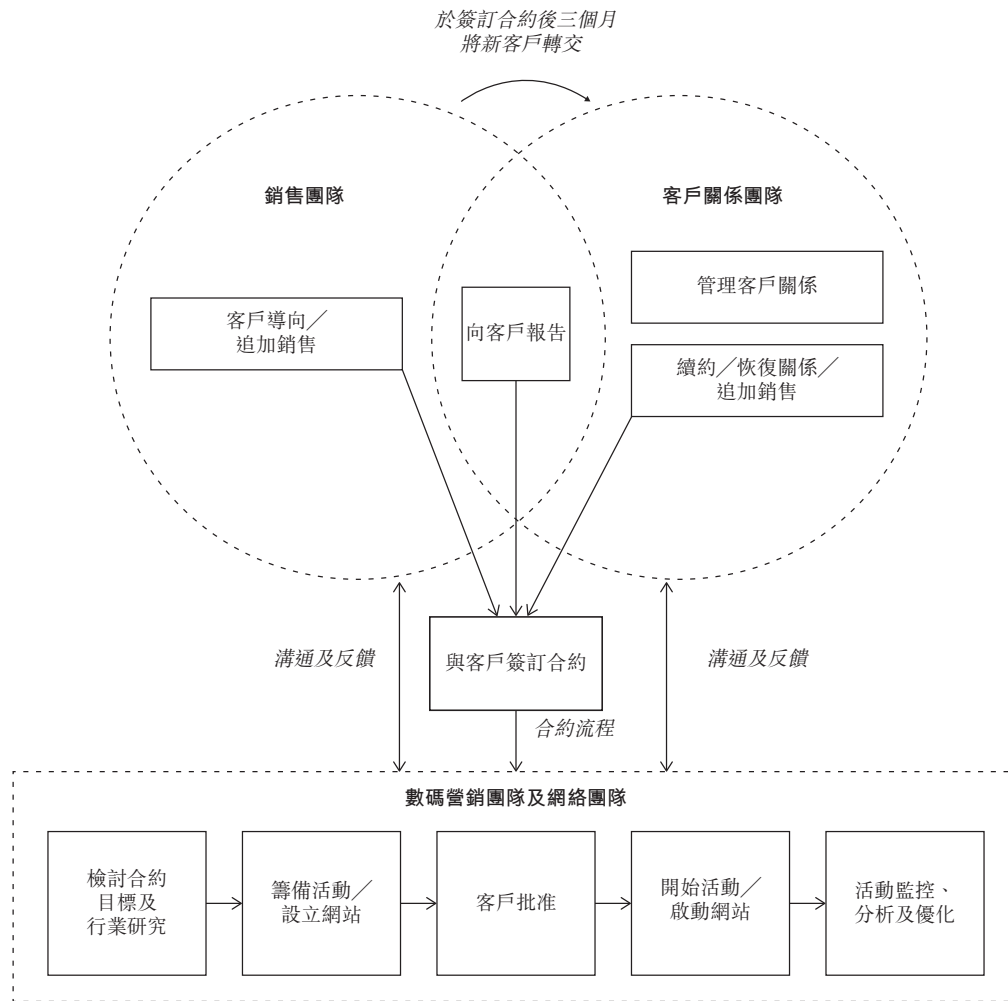 於簽訂合約後三個月
將新客戶轉交
銷售團隊
客戶關係團隊
管理客戶關係
客戶導向／
追加銷售
向客戶報告
續約／恢復關係／
追加銷售
溝通及反饋
與客戶簽訂合約
溝通及反饋
合約流程
數碼營銷團隊及網絡團隊
檢討合約
目標及
行業研究
籌備活動／
設立網站
客戶批准
開始活動／
啟動網站
活動監控、
分析及優化